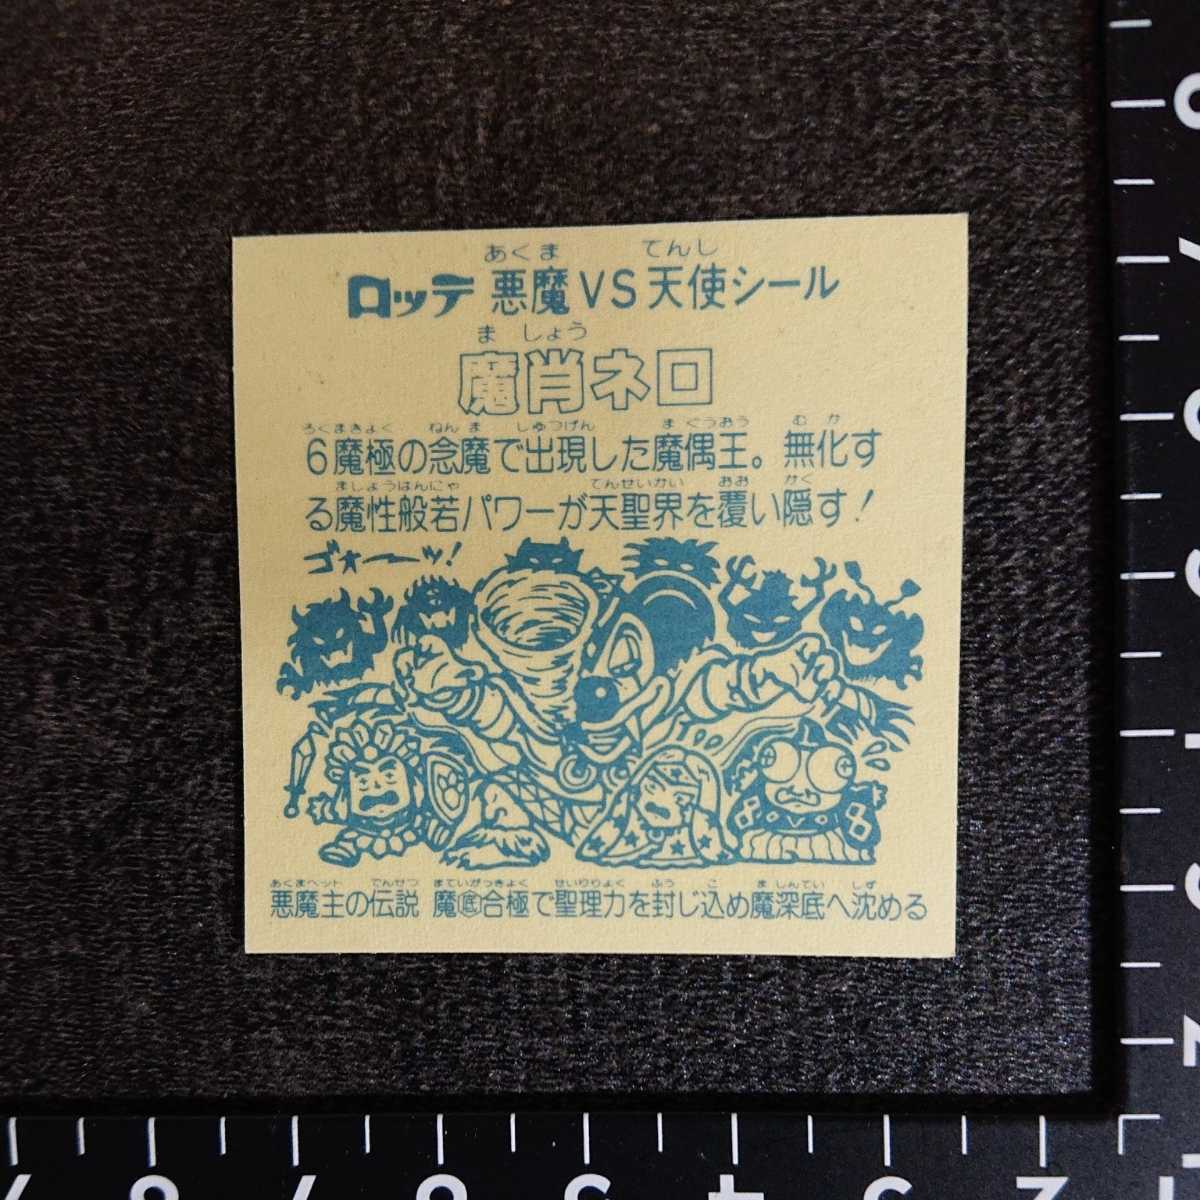 あくま てんし
ロッテ 悪魔VS天使シール
ましょう
魔肖ネロ
ろくまきょく ねんま しゅつげん まぐうおう むか
6魔極の念魔で出現した魔偶王。無化す
ましょうはんにゃ てんせいかい おお かく
る魔性般若パワーが天聖界を覆い隠す!
ゴォーーッ!
あくまヘッド でんせつ まていがっきょく せいりりょく ふう こ ましんてい しず
悪魔主の伝説 魔底合極で聖理力を封じ込め魔深底へ沈める